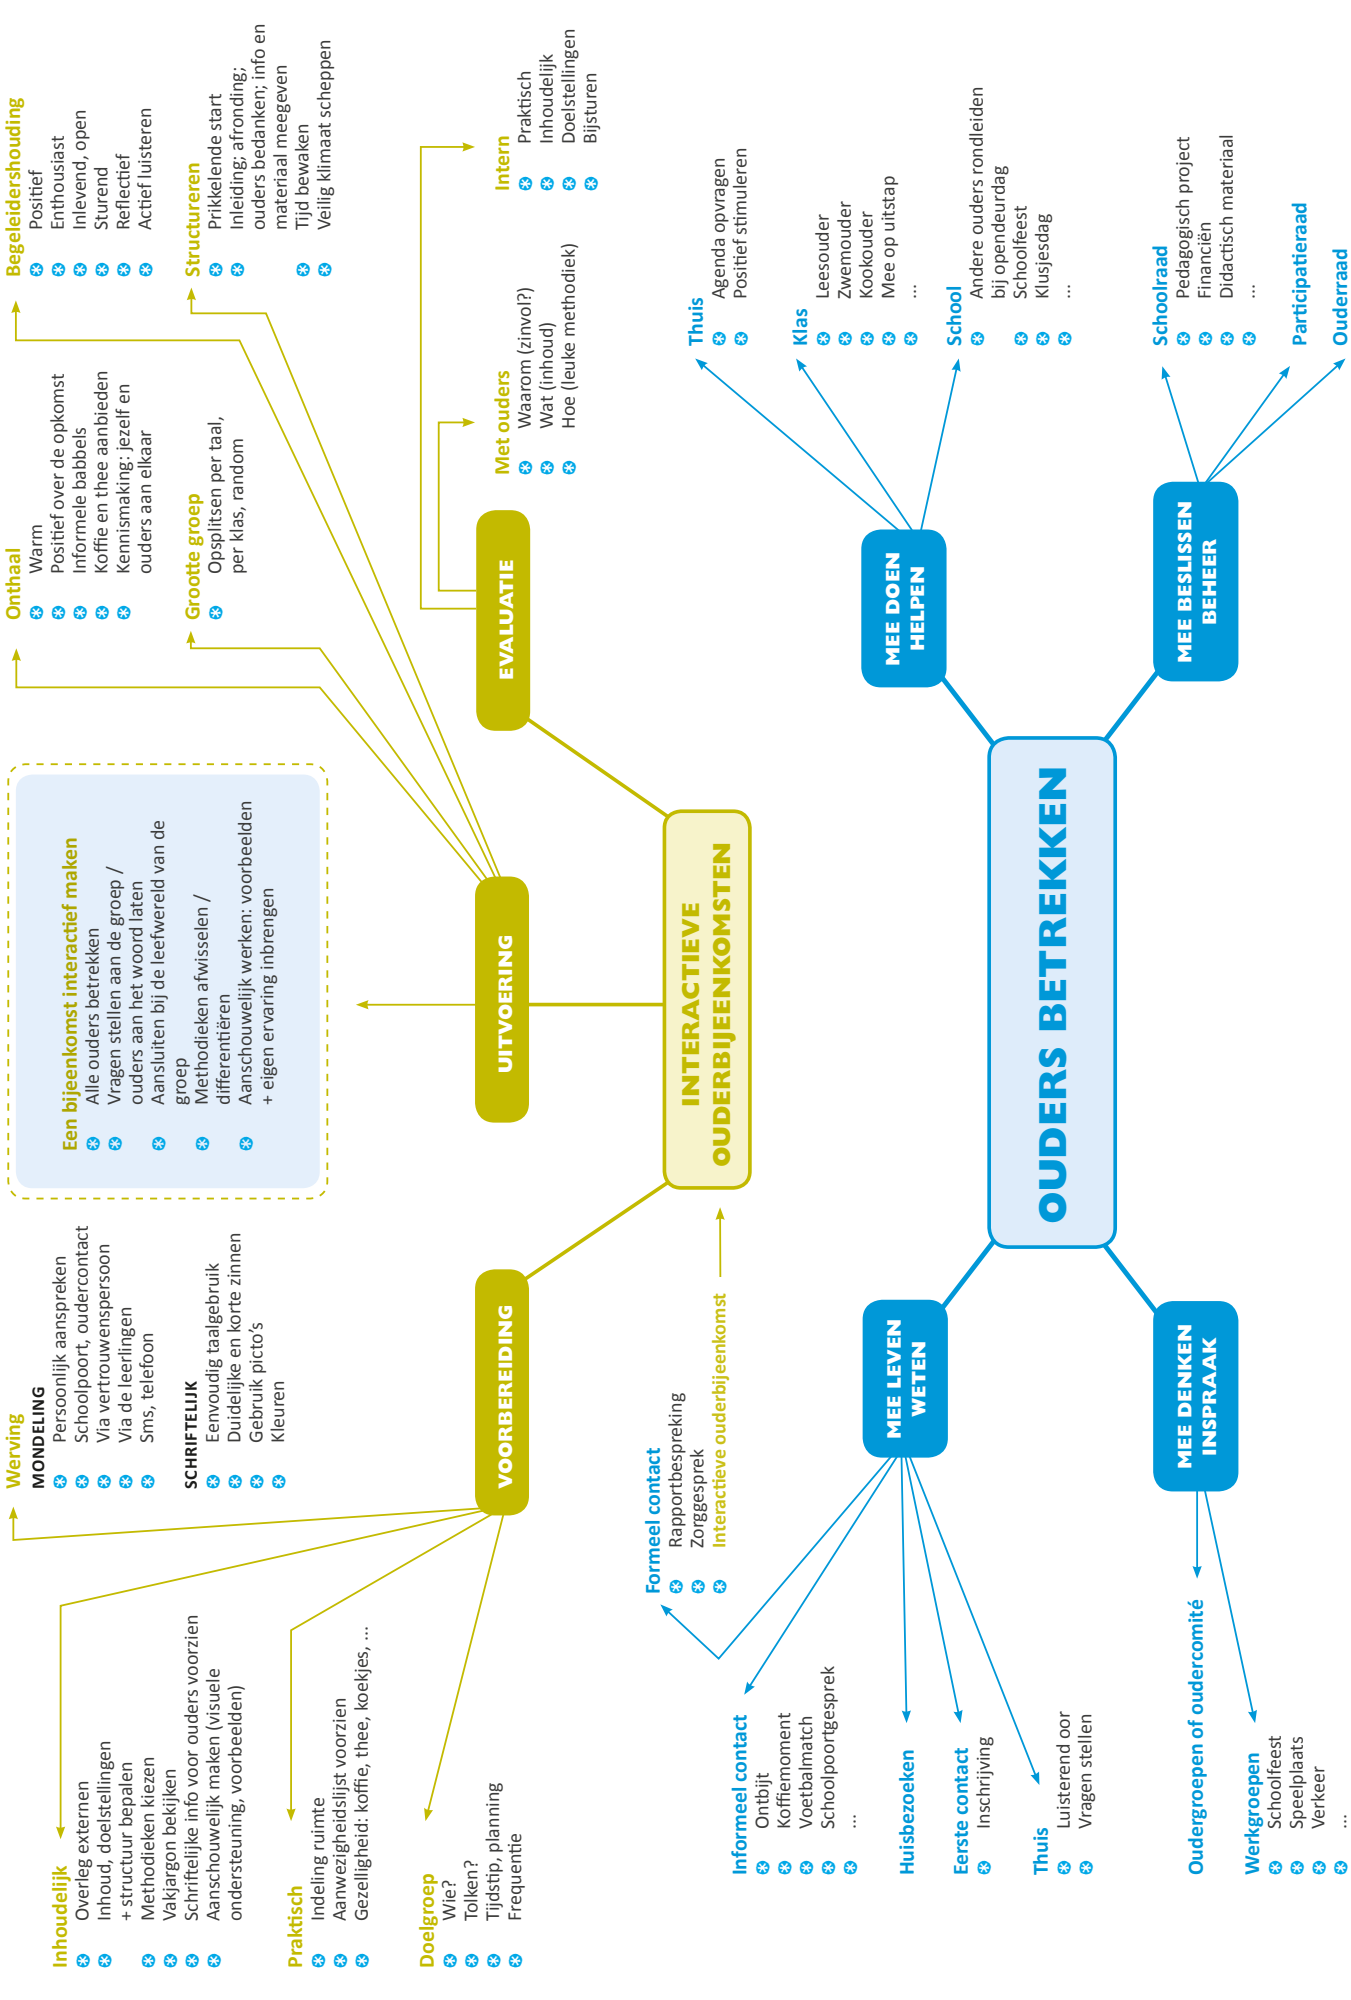 Inhoudelijk
Overleg externen
Inhoud, doelstellingen
+ structuur bepalen
Methodieken kiezen
Vakjargon bekijken
Schriftelijke info voor ouders voorzien
Aanschouwelijk maken (visuele
ondersteuning, voorbeelden)
Praktisch
Indeling ruimte
Aanwezigheidslijst voorzien
Gezelligheid: koffie, thee, koekjes, ...
Doelgroep
Wie?
Tolken?
Tijdstip, planning
Frequentie
Werving
MONDELING
Persoonlijk aanspreken
Schoolpoort, oudercontact
Via vertrouwenspersoon
Via de leerlingen
Sms, telefoon
SCHRIFTELIJK
Eenvoudig taalgebruik
Duidelijke en korte zinnen
Gebruik picto's
Kleuren
VOORBEREIDING
Een bijeenkomst interactief maken
Alle ouders betrekken
Vragen stellen aan de groep /
ouders aan het woord laten
Aansluiten bij de leefwereld van de
groep
Methodieken afwisselen /
differentiëren
Aanschouwelijk werken: voorbeelden
+ eigen ervaring inbrengen
UITVOERING
Onthaal
Warm
Positief over de opkomst
Informele babbels
Koffie en thee aanbieden
Kennismaking: jezelf en
ouders aan elkaar
Grootte groep
Opsplitsen per taal,
per klas, random
Begeleidershouding
Positief
Enthousiast
Inlevend, open
Sturend
Reflectief
Actief luisteren
Structureren
Prikkelende start
Inleiding; afronding;
ouders bedanken; info en
materiaal meegeven
Tijd bewaken
Veilig klimaat scheppen
EVALUATIE
Met ouders
Waarom (zinvol?)
Wat (inhoud)
Hoe (leuke methodiek)
Intern
Praktisch
Inhoudelijk
Doelstellingen
Bijsturen
INTERACTIEVE
OUDERBIJEENKOMSTEN
Formeel contact
Rapportbespreking
Zorggesprek
Interactieve ouderbijeenkomst
Informeel contact
Ontbijt
Koffiemoment
Voetbalmatch
Schoolpoortgesprek
...
Huisbezoeken
Eerste contact
Inschrijving
Thuis
Luisterend oor
Vragen stellen
MEE LEVEN
WETEN
Oudergroepen of oudercomité
Werkgroepen
Schoolfeest
Speelplaats
Verkeer
...
MEE DENKEN
INSPRAAK
OUDERS BETREKKEN
MEE DOEN
HELPEN
Thuis
Agenda opvragen
Positief stimuleren
Klas
Leesouder
Zwemouder
Kookouder
Mee op uitstap
...
School
Andere ouders rondleiden
bij opendeurdag
Schoolfeest
Klusjesdag
...
MEE BESLISSEN
BEHEER
Schoolraad
Pedagogisch project
Financiën
Didactisch materiaal
...
Participatieraad
Ouderraad